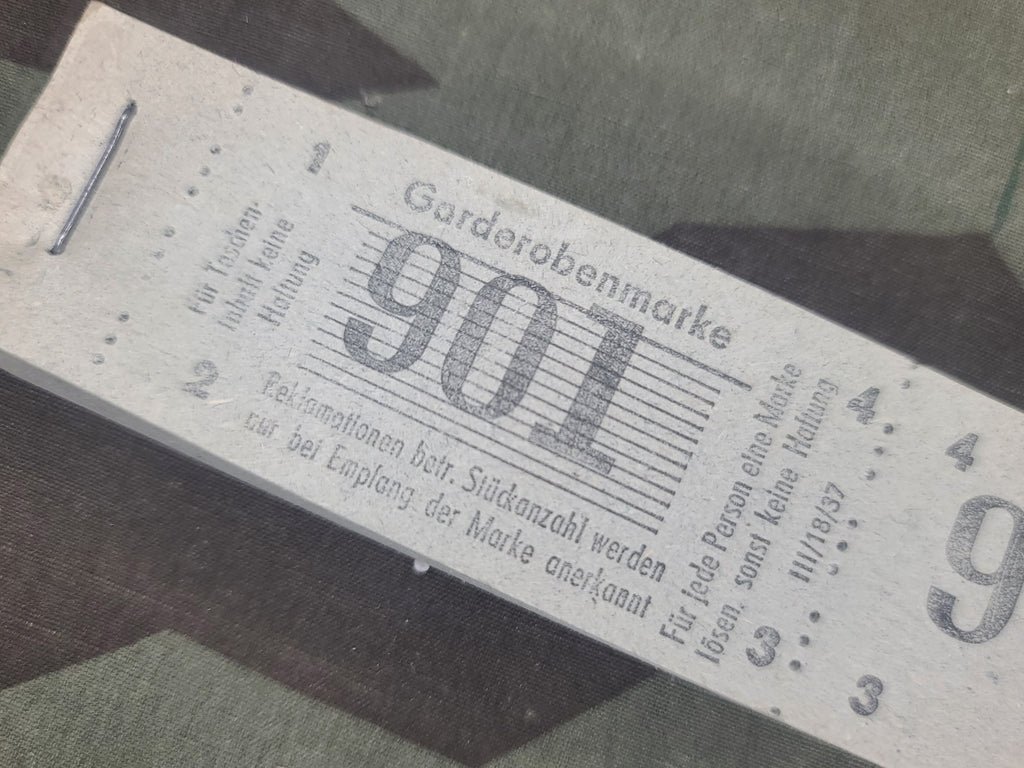 1
Für Taschen-
inhalt keine
Haftung
2
Garderobenmarke
901
Reklamationen betr. Stückanzahl werden
nur bei Empfang der Marke anerkannt
Für jede Person eine Marke
lösen, sonst keine Haftung
III/18/37
4
3
4
9
3